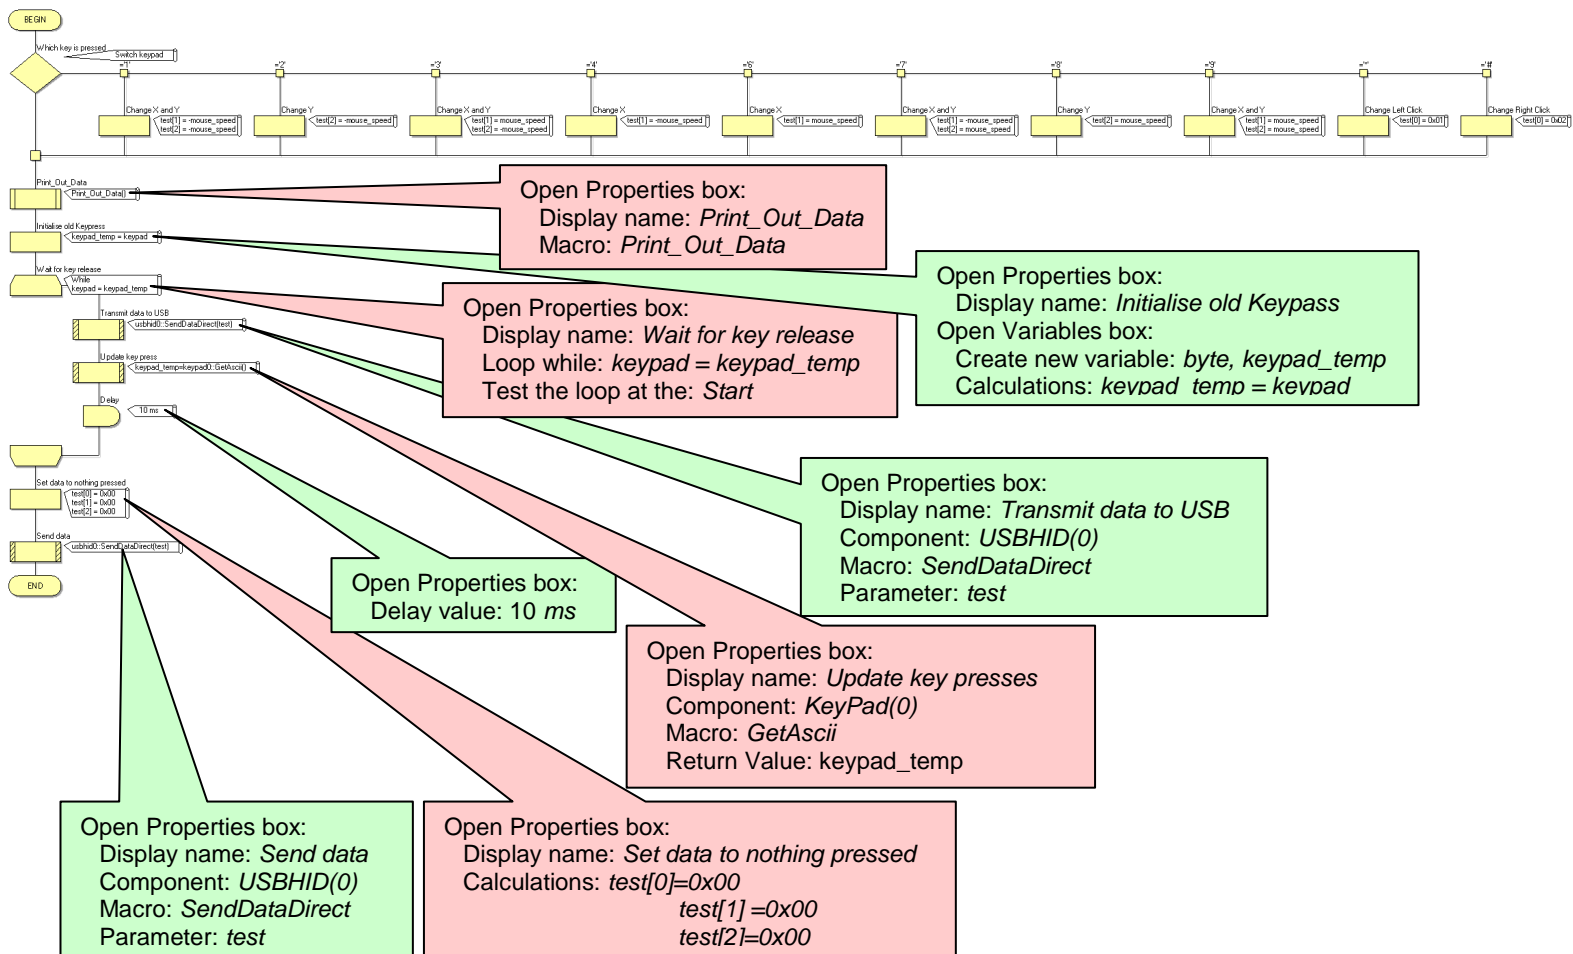 BEGIN
Which key is pressed
Switch keypad
='1'
='2'
='3'
='4'
='6'
='7'
='8'
='9'
='*'
='#'
Change X and Y
test[1] = -mouse_speed
test[2] = -mouse_speed
Change Y
test[2] = -mouse_speed
Change X and Y
test[1] = mouse_speed
test[2] = -mouse_speed
Change X
test[1] = -mouse_speed
Change X
test[1] = mouse_speed
Change X and Y
test[1] = -mouse_speed
test[2] = mouse_speed
Change Y
test[2] = mouse_speed
Change X and Y
test[1] = mouse_speed
test[2] = mouse_speed
Change Left Click
test[0] = 0x01
Change Right Click
test[0] = 0x02
Print_Out_Data
Print_Out_Data()
Open Properties box:
Display name: Print_Out_Data
Macro: Print_Out_Data
Initialise old Keypress
keypad_temp = keypad
Open Properties box:
Display name: Initialise old Keypass
Open Variables box:
Create new variable: byte, keypad_temp
Calculations: keypad_temp = keypad
Wait for key release
While
keypad = keypad_temp
Open Properties box:
Display name: Wait for key release
Loop while: keypad = keypad_temp
Test the loop at the: Start
Transmit data to USB
usbhid0::SendDataDirect(test)
Update key press
keypad_temp=keypad0::GetAscii()
Delay
10 ms
Open Properties box:
Display name: Transmit data to USB
Component: USBHID(0)
Macro: SendDataDirect
Parameter: test
Set data to nothing pressed
test[0] = 0x00
test[1] = 0x00
test[2] = 0x00
Send data
usbhid0::SendDataDirect(test)
END
Open Properties box:
Delay value: 10 ms
Open Properties box:
Display name: Update key presses
Component: KeyPad(0)
Macro: GetAscii
Return Value: keypad_temp
Open Properties box:
Display name: Send data
Component: USBHID(0)
Macro: SendDataDirect
Parameter: test
Open Properties box:
Display name: Set data to nothing pressed
Calculations: test[0]=0x00
test[1] =0x00
test[2]=0x00